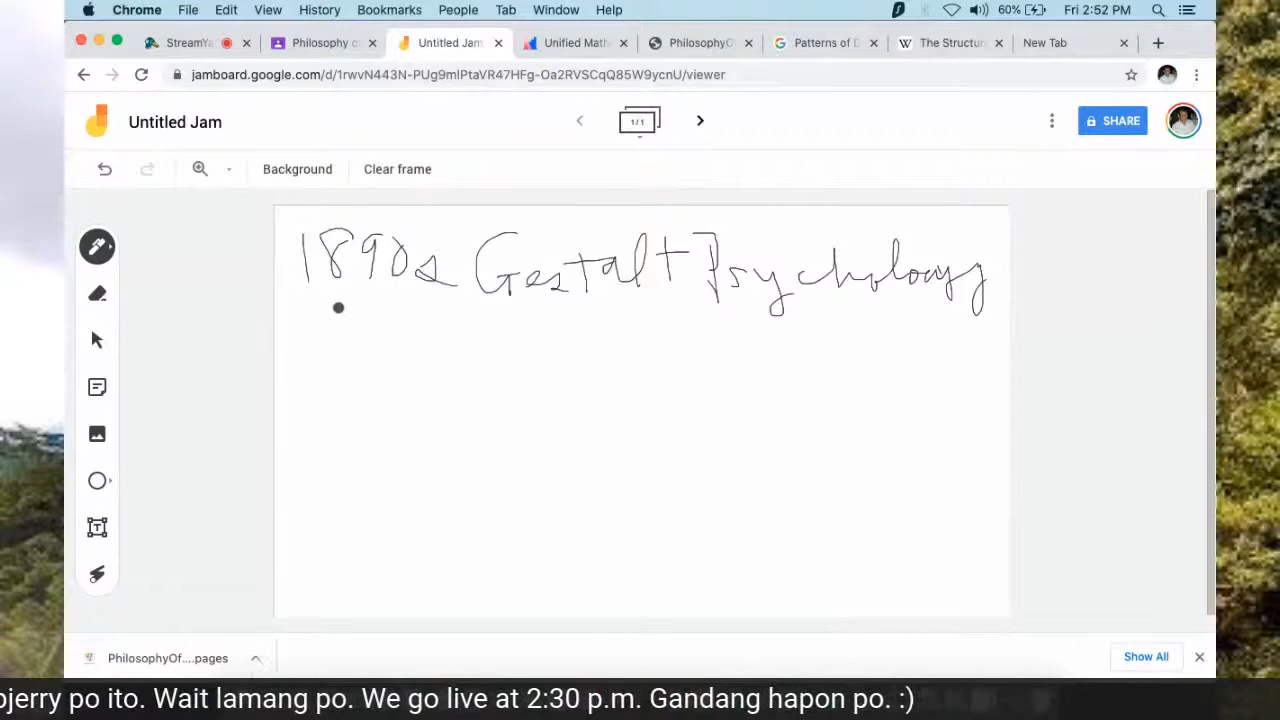 Chrome File Edit View History Bookmarks People Tab Window Help 60% Fri 2:52 PM
StreamYa Philosophy o Untitled Jam Unified Math PhilosophyO Patterns of D The Structur New Tab
jamboard.google.com/d/1rwvN443N-PUg9mlPtaVR47HFg-Oa2RVSCqQ85W9ycnU/viewer
Untitled Jam 1/1 SHARE
Background Clear frame
1890s Gestalt Psychology
PhilosophyOf....pages Show All
ojerry po ito. Wait lamang po. We go live at 2:30 p.m. Gandang hapon po. :)